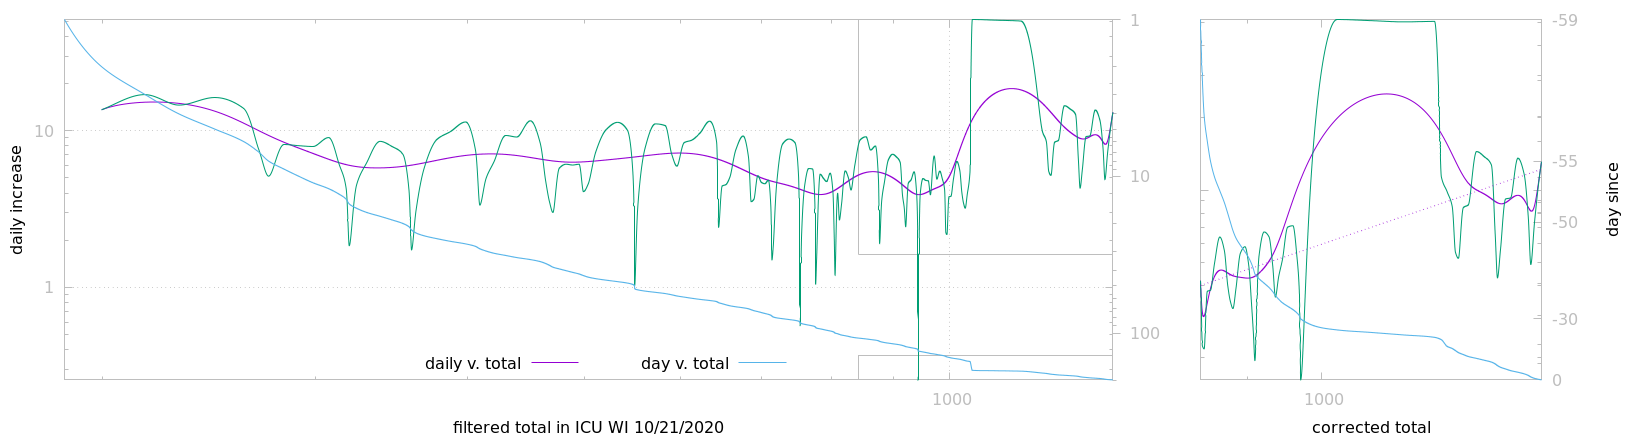 daily increase
10
1
daily v. total
day v. total
1000
filtered total in ICU WI 10/21/2020
1
10
100
1000
corrected total
-59
-55
-50
-30
0
day since